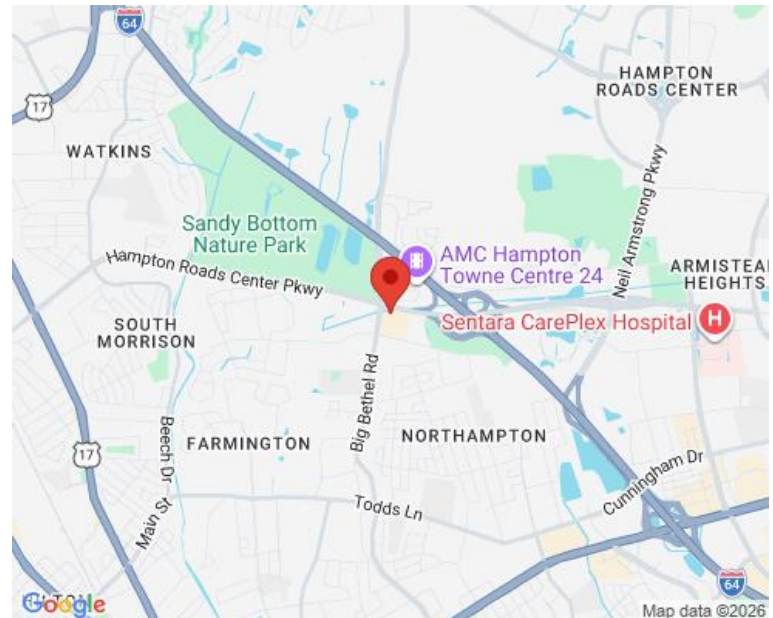 64
17
HAMPTON
ROADS CENTER
WATKINS
Neil Armstrong Pkwy
Sandy Bottom
Nature Park
AMC Hampton
Towne Centre 24
Hampton Roads Center Pkwy
ARMISTEAD
HEIGHTS
Sentara CarePlex Hospital
H
SOUTH
MORRISON
Big Bethel Rd
Beech Dr
FARMINGTON
NORTHAMPTON
17
Cunningham Dr
Todds Ln
Main St
64
Google
Map data ©2026